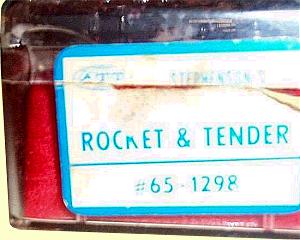 STEPHENSON'S
ROCKET & TENDER
#65-1298